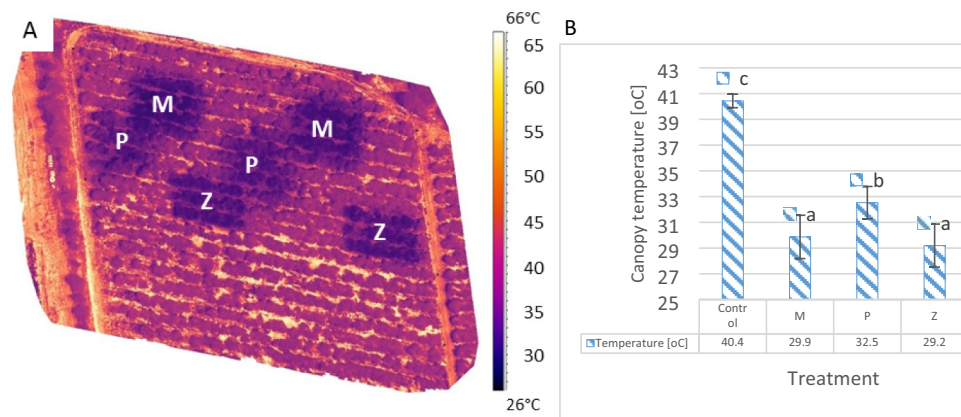 A
M
M
P
P
Z
Z
66°C
65
60
55
50
45
40
35
30
26°C
B
Canopy temperature [oC]
43
41
39
37
35
33
31
29
27
25
c
a
b
a
Contr
ol
M
P
Z
Temperature [oC]
40.4
29.9
32.5
29.2
Treatment